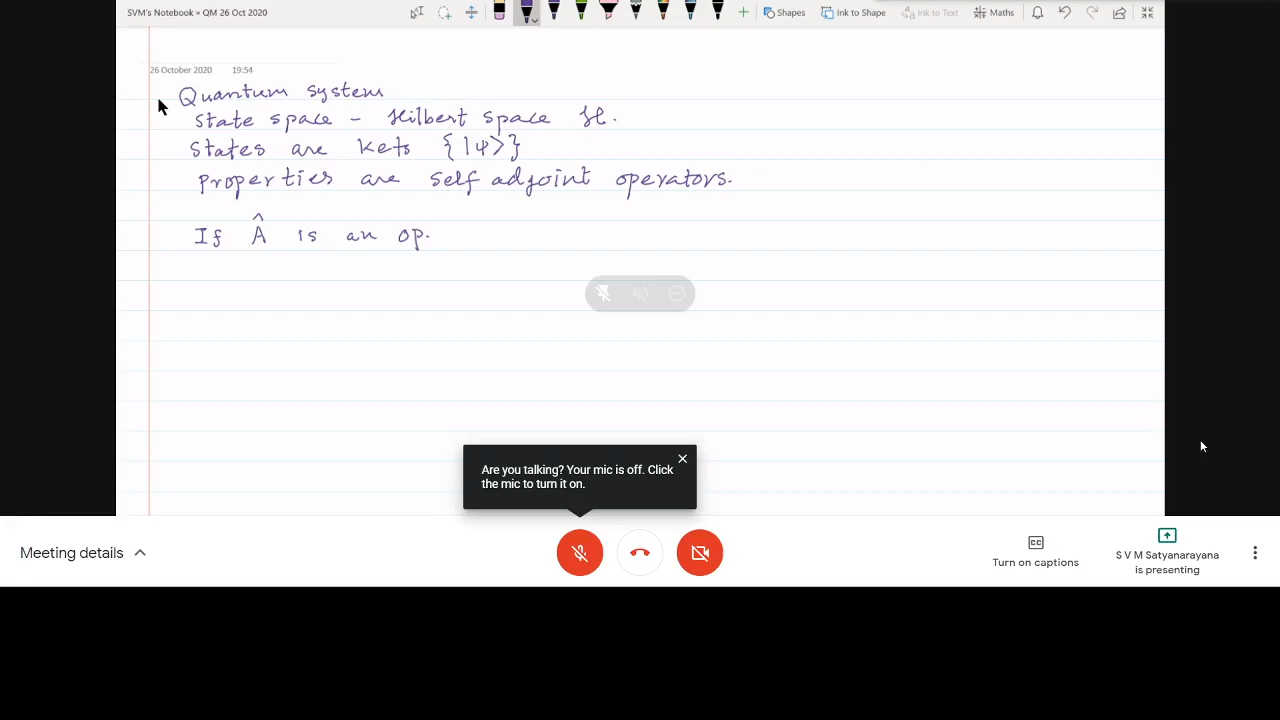 SVM's Notebook » QM 26 Oct 2020
Shapes Ink to Shape Ink to Text Maths
26 October 2020 19:54
Quantum system
State space - Hilbert space ℋ.
States are kets {|ψ>}
Properties are self adjoint operators.
If Â is an op.
Are you talking? Your mic is off. Click
the mic to turn it on.
Meeting details
CC
Turn on captions
S V M Satyanarayana
is presenting